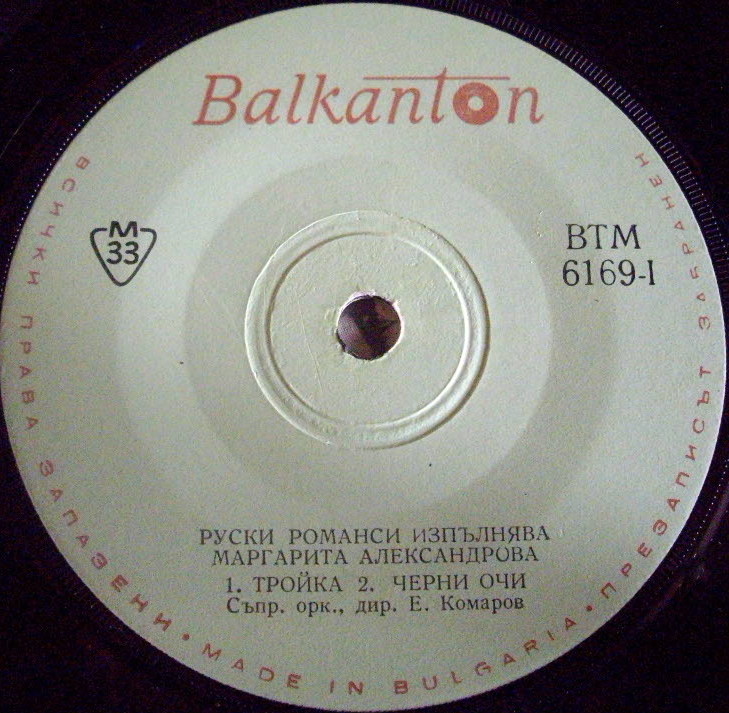 Balkanton
M
33
ВТМ
6169-I
РУСКИ РОМАНСИ ИЗПЪЛНЯВА
МАРГАРИТА АЛЕКСАНДРОВА
1. ТРОЙКА 2. ЧЕРНИ ОЧИ
Съпр. орк., дир. Е. Комаров
ВСИЧКИ ПРАВА ЗАПАЗЕНИ • MADE IN BULGARIA • ПРЕЗАПИСЪТ ЗАБРАНЕН